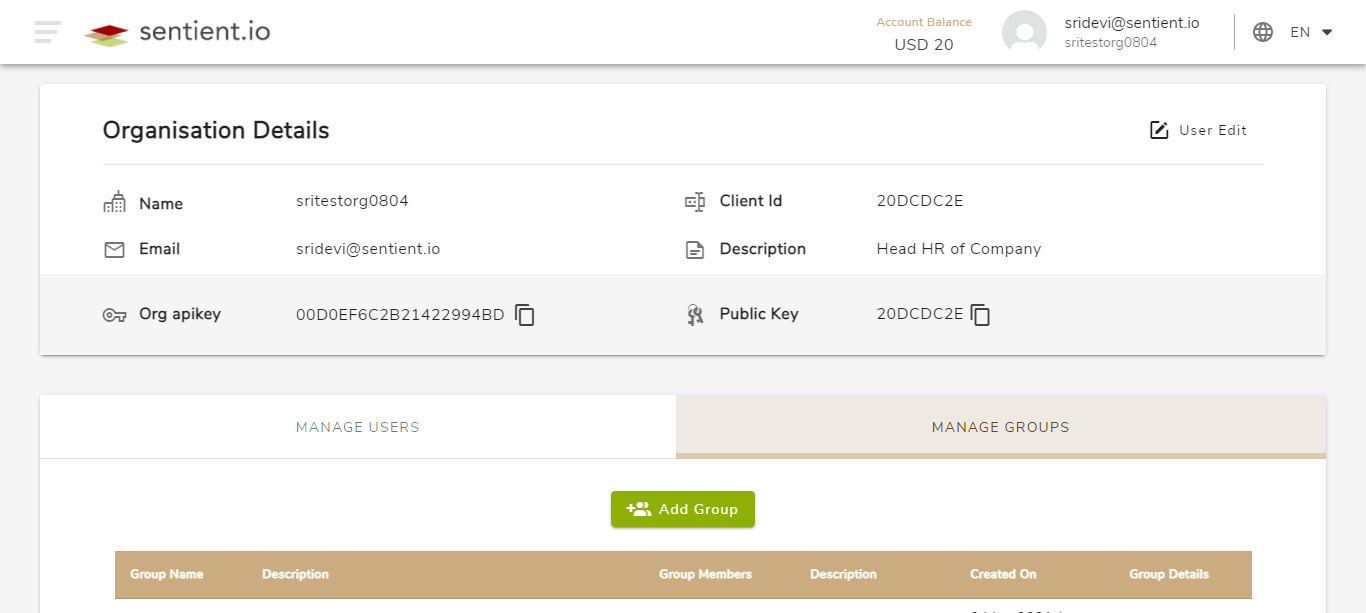 sentient.io
Account Balance
USD 20
sridevi@sentient.io
sritestorg0804
EN
Organisation Details
User Edit
Name sritestorg0804 Client Id 20DCDC2E
Email sridevi@sentient.io Description Head HR of Company
Org apikey 00D0EF6C2B21422994BD Public Key 20DCDC2E
MANAGE USERS MANAGE GROUPS
Add Group
Group Name Description Group Members Description Created On Group Details